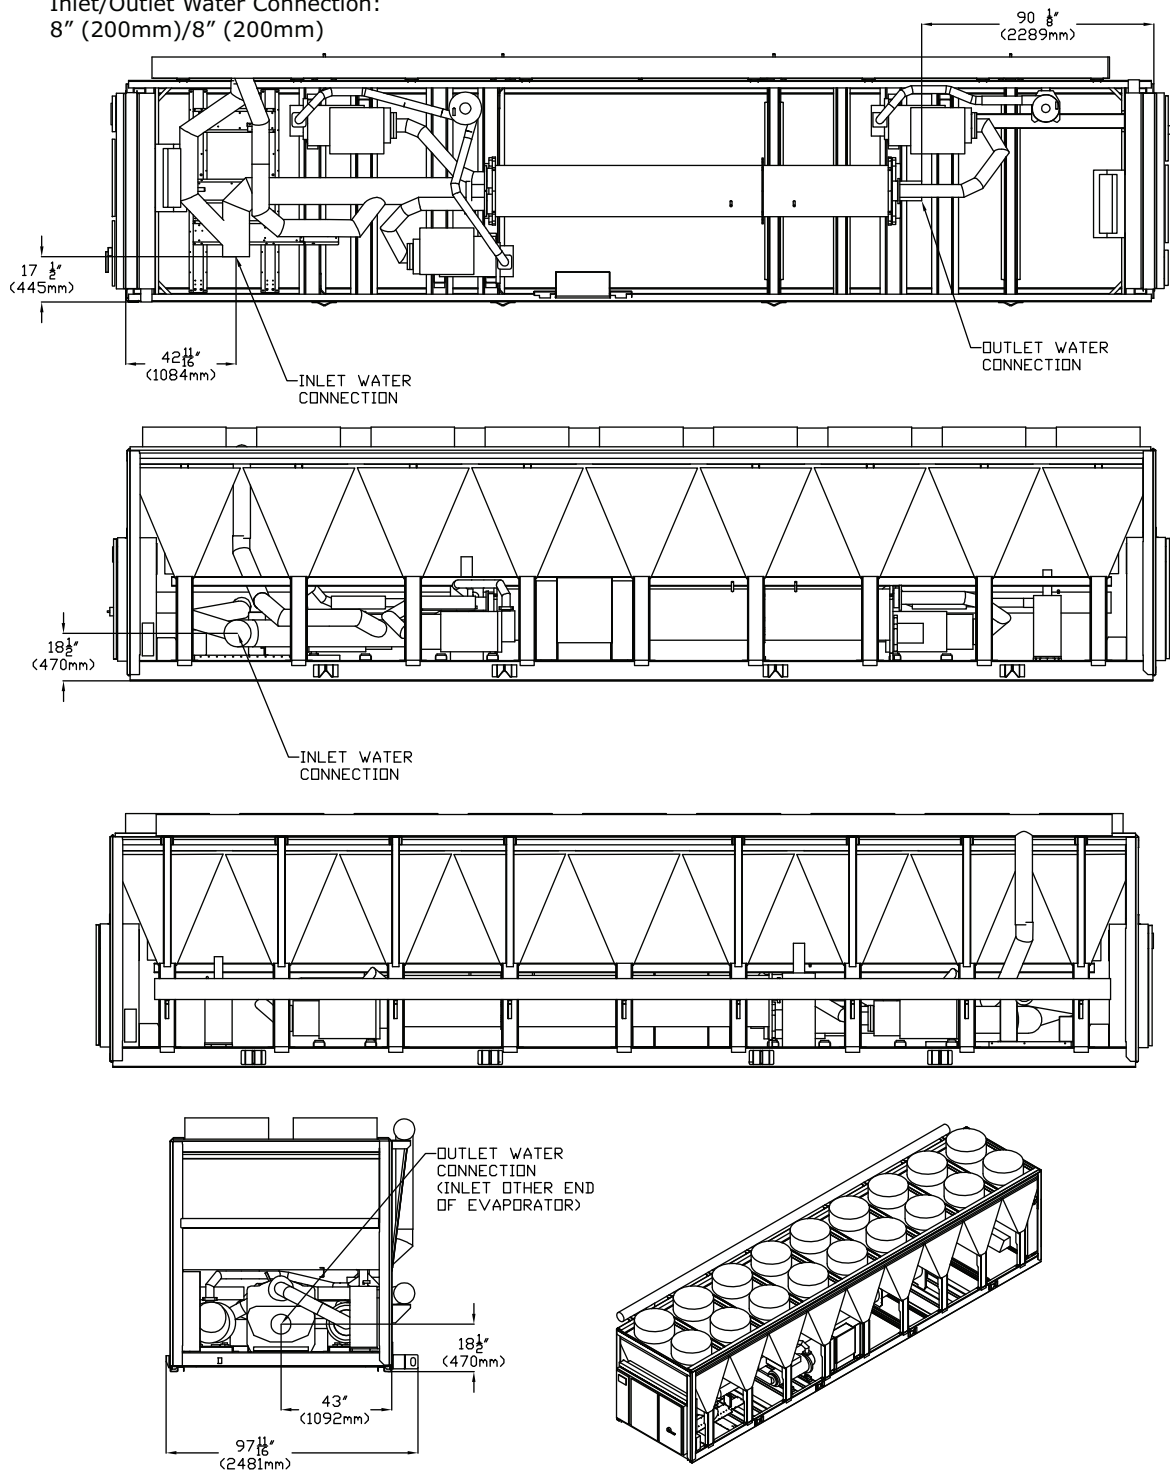 Inlet/Outlet Water Connection:
8” (200mm)/8” (200mm)
90 1/8"
(2289mm)
17 1/2"
(445mm)
42 11/16"
(1084mm)
INLET WATER
CONNECTION
OUTLET WATER
CONNECTION
18 1/2"
(470mm)
INLET WATER
CONNECTION
OUTLET WATER
CONNECTION
(INLET OTHER END
OF EVAPORATOR)
18 1/2"
(470mm)
43"
(1092mm)
97 11/16"
(2481mm)